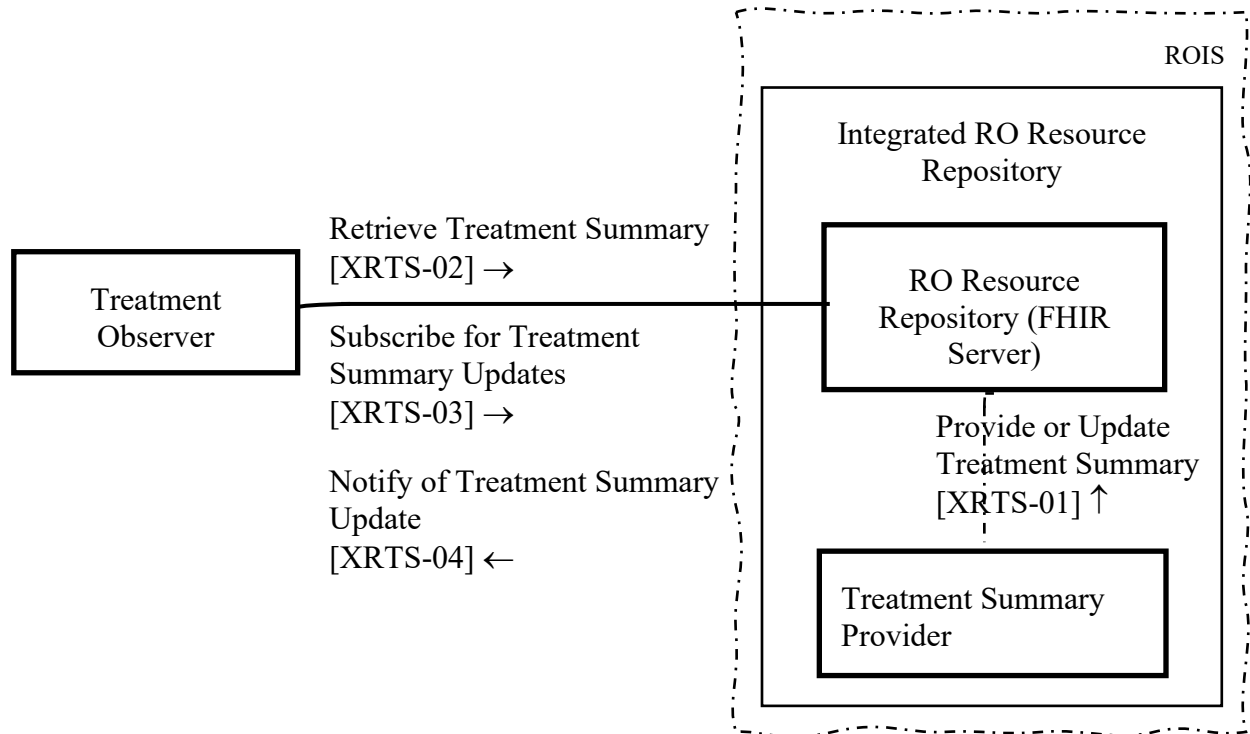 ROIS
Integrated RO Resource
Repository
Retrieve Treatment Summary
[XRTS-02] →
RO Resource
Repository (FHIR
Server)
Treatment
Observer
Subscribe for Treatment
Summary Updates
[XRTS-03] →
Provide or Update
Treatment Summary
[XRTS-01] ↑
Notify of Treatment Summary
Update
[XRTS-04] ←
Treatment Summary
Provider